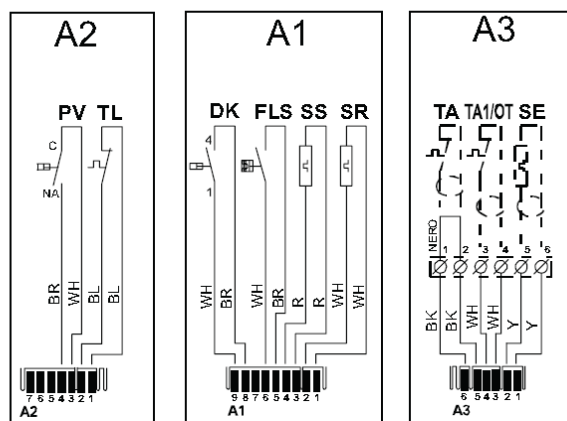 A2
PV TL
C
NA
BR WH BL BL
7 6 5 4 3 2 1
A2
A1
DK FLS SS SR
4
1
WH BR WH BR R R WH WH
9 8 7 6 5 4 3 2 1
A1
A3
TA TA1/OT SE
NERO
1 2 3 4 5 6
BK BK WH WH Y Y
6 5 4 3 2 1
A3